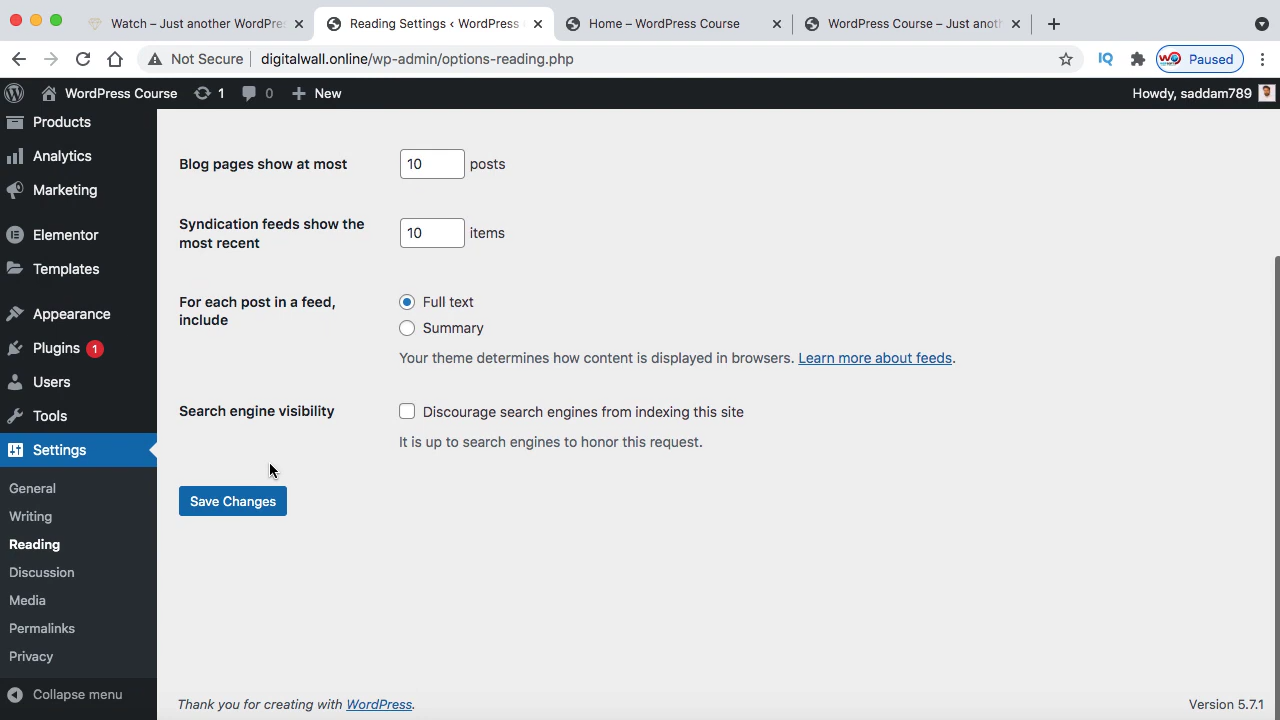 Watch – Just another WordPres
Reading Settings ‹ WordPress
Home – WordPress Course
WordPress Course – Just anoth
Not Secure
digitalwall.online/wp-admin/options-reading.php
IQ
Paused
WordPress Course
1
0
New
Howdy, saddam789
Products
Analytics
Marketing
Elementor
Templates
Appearance
Plugins 1
Users
Tools
Settings
General
Writing
Reading
Discussion
Media
Permalinks
Privacy
Collapse menu
Blog pages show at most
10 posts
Syndication feeds show the
most recent
10 items
For each post in a feed,
include
Full text
Summary
Your theme determines how content is displayed in browsers. Learn more about feeds.
Search engine visibility
Discourage search engines from indexing this site
It is up to search engines to honor this request.
Save Changes
Thank you for creating with WordPress.
Version 5.7.1